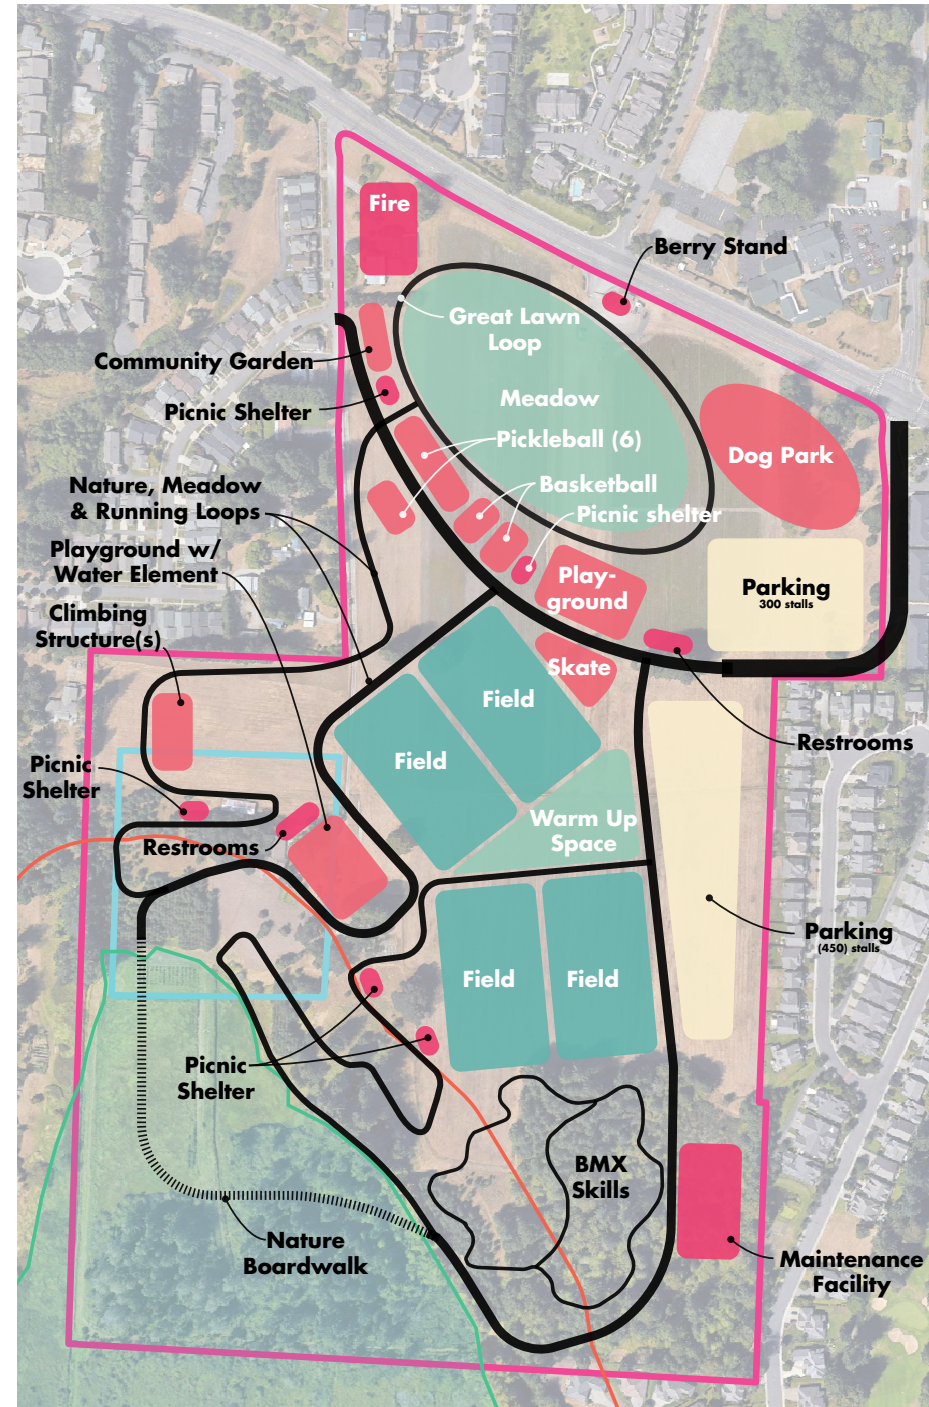 Fire
Berry Stand
Great Lawn
Loop
Community Garden
Meadow
Picnic Shelter
Pickleball (6)
Dog Park
Basketball
Nature, Meadow
& Running Loops
Picnic shelter
Playground w/
Water Element
Play-
ground
Parking
300 stalls
Climbing
Structure(s)
Skate
Field
Restrooms
Field
Picnic
Shelter
Warm Up
Space
Restrooms
Parking
(450) stalls
Field
Field
Picnic
Shelter
BMX
Skills
Nature
Boardwalk
Maintenance
Facility